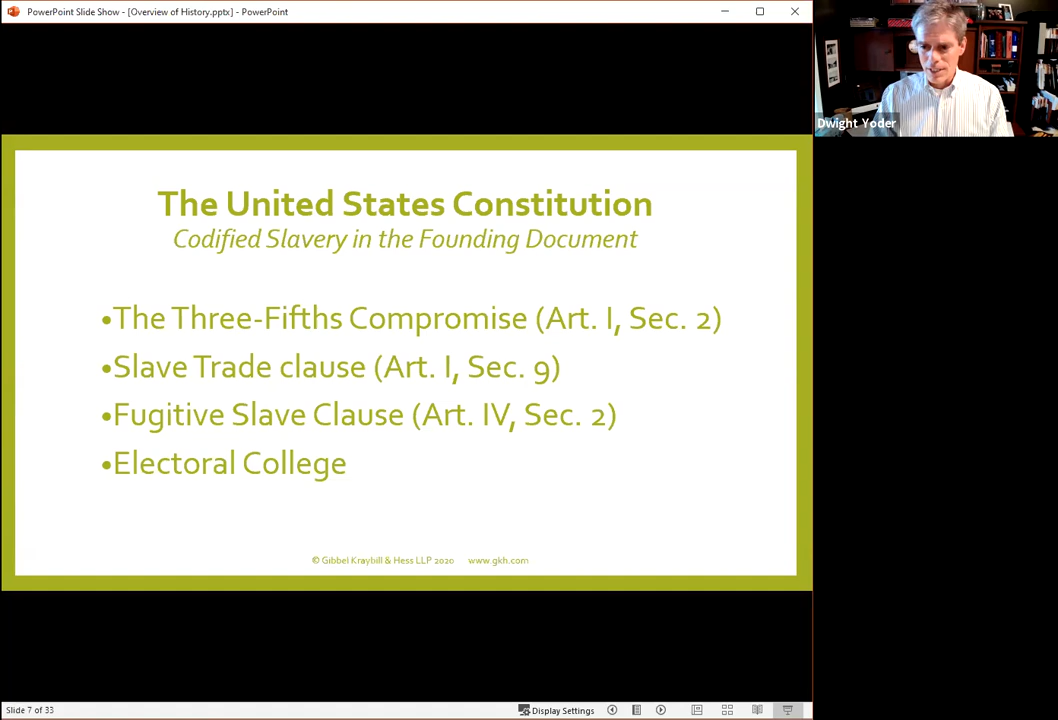 PowerPoint Slide Show - [Overview of History.pptx] - PowerPoint
Dwight Yoder
The United States Constitution
Codified Slavery in the Founding Document
•The Three-Fifths Compromise (Art. I, Sec. 2)
•Slave Trade clause (Art. I, Sec. 9)
•Fugitive Slave Clause (Art. IV, Sec. 2)
•Electoral College
© Gibbel Kraybill & Hess LLP 2020 www.gkh.com
Slide 7 of 33
Display Settings